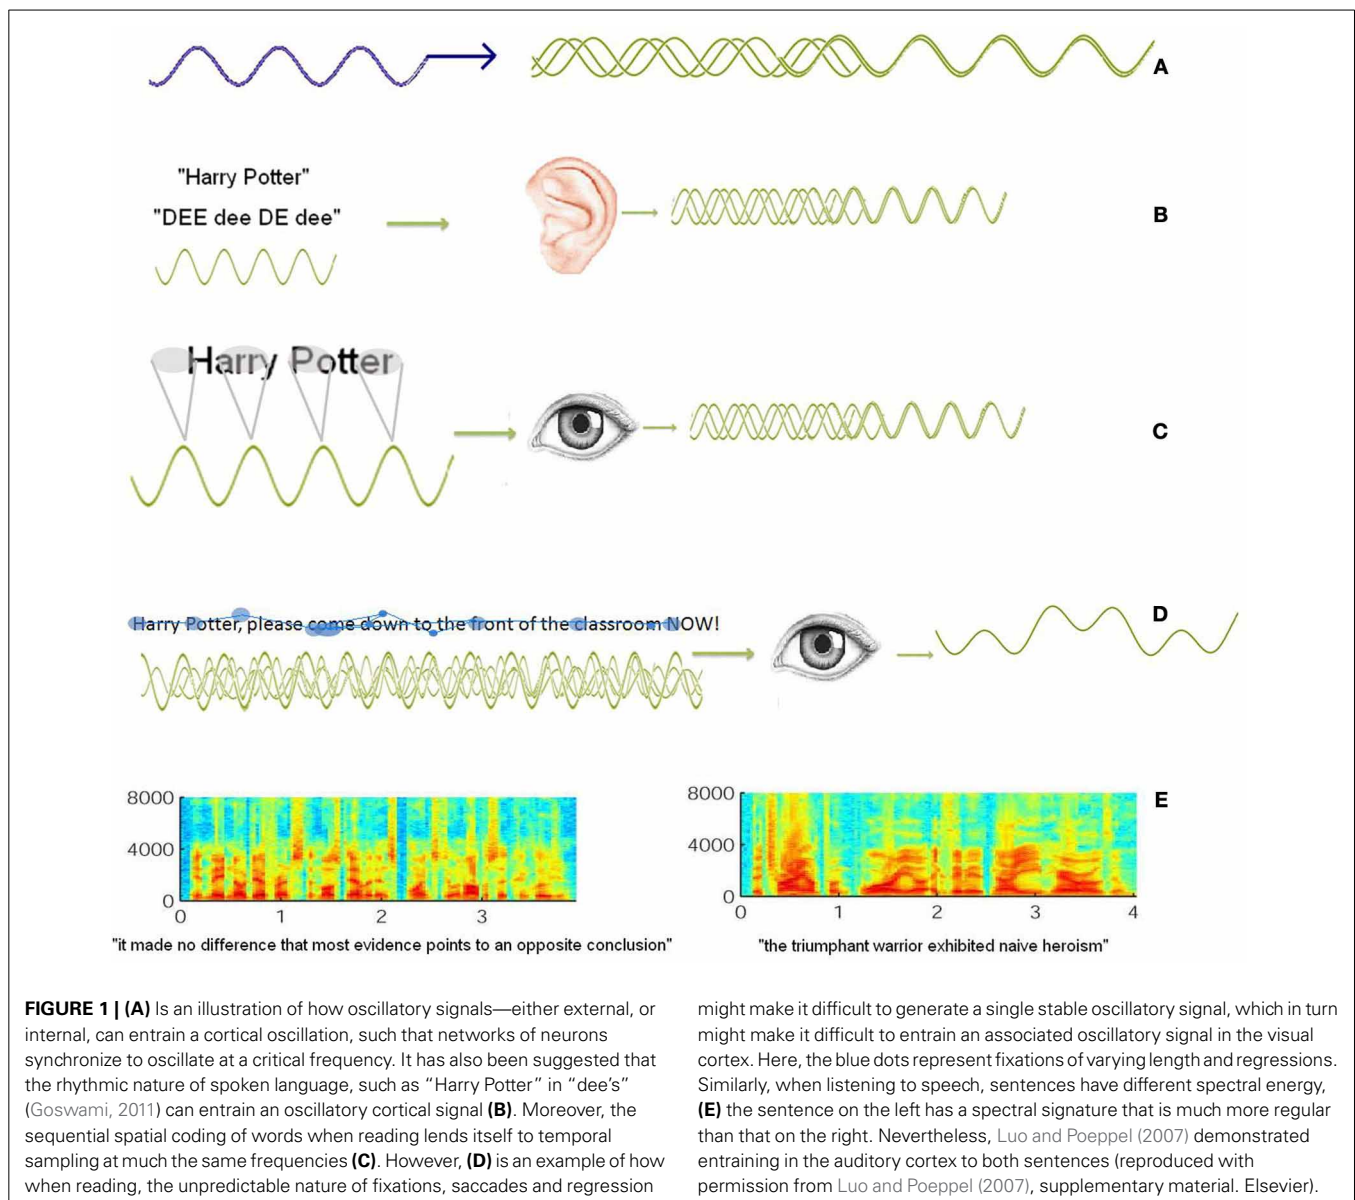 A
"Harry Potter"
"DEE dee DE dee"
B
Harry Potter
C
Harry Potter, please come down to the front of the classroom NOW!
D
8000
4000
0
0 1 2 3
"it made no difference that most evidence points to an opposite conclusion"
8000
4000
0
0 1 2 3 4
"the triumphant warrior exhibited naive heroism"
E
FIGURE 1 | (A) Is an illustration of how oscillatory signals—either external, or
internal, can entrain a cortical oscillation, such that networks of neurons
synchronize to oscillate at a critical frequency. It has also been suggested that
the rhythmic nature of spoken language, such as “Harry Potter” in “dee’s”
(Goswami, 2011) can entrain an oscillatory cortical signal (B). Moreover, the
sequential spatial coding of words when reading lends itself to temporal
sampling at much the same frequencies (C). However, (D) is an example of how
when reading, the unpredictable nature of fixations, saccades and regression
might make it difficult to generate a single stable oscillatory signal, which in turn
might make it difficult to entrain an associated oscillatory signal in the visual
cortex. Here, the blue dots represent fixations of varying length and regressions.
Similarly, when listening to speech, sentences have different spectral energy,
(E) the sentence on the left has a spectral signature that is much more regular
than that on the right. Nevertheless, Luo and Poeppel (2007) demonstrated
entraining in the auditory cortex to both sentences (reproduced with
permission from Luo and Poeppel (2007), supplementary material. Elsevier).